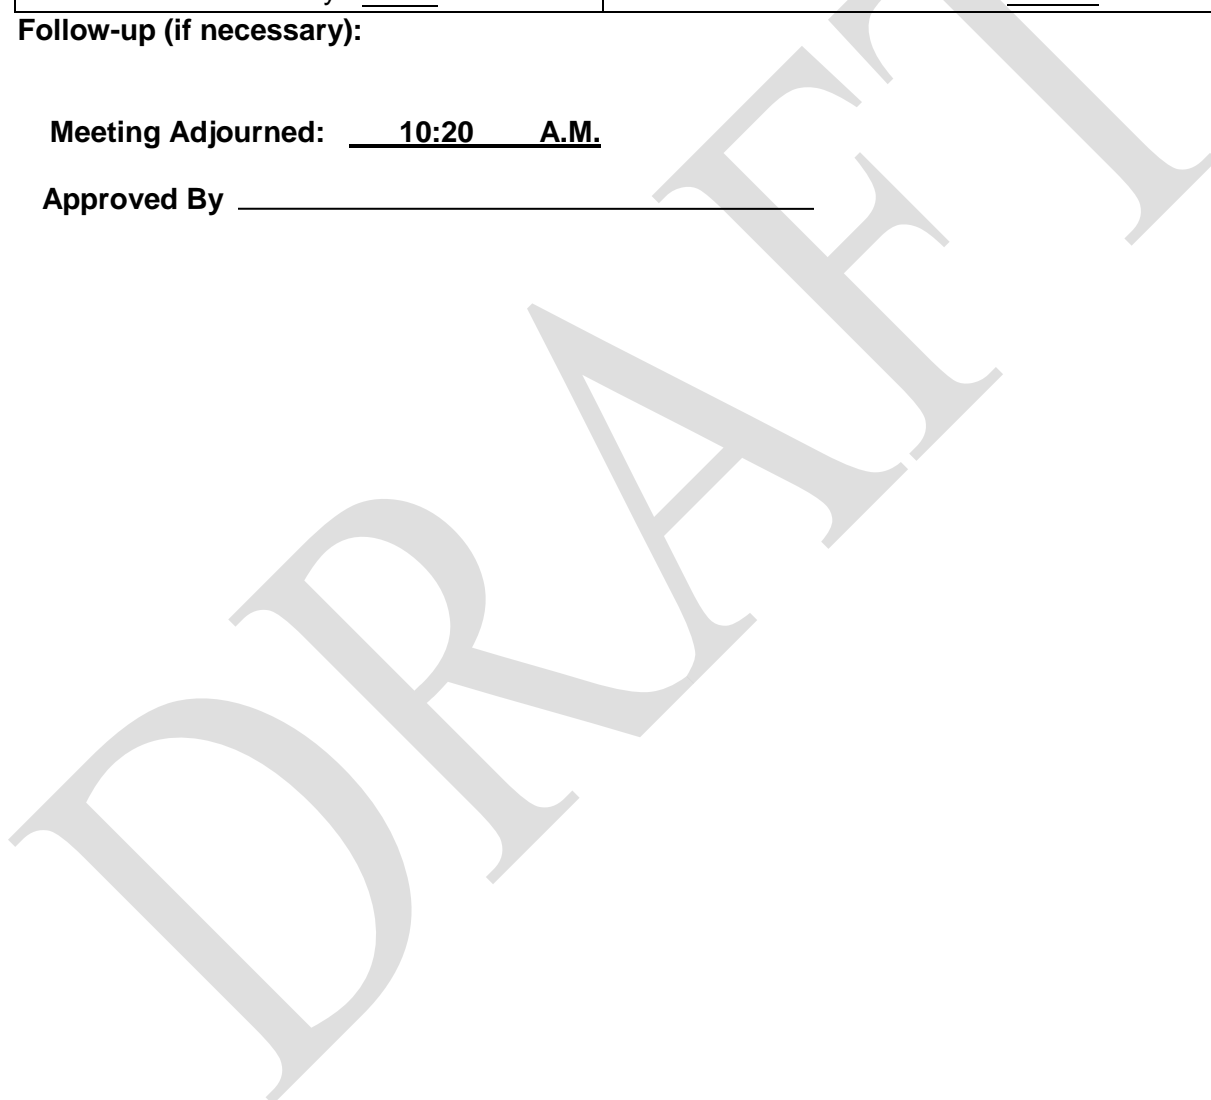 Follow-up (if necessary):
Meeting Adjourned: 10:20 A.M.
Approved By
DRAFT